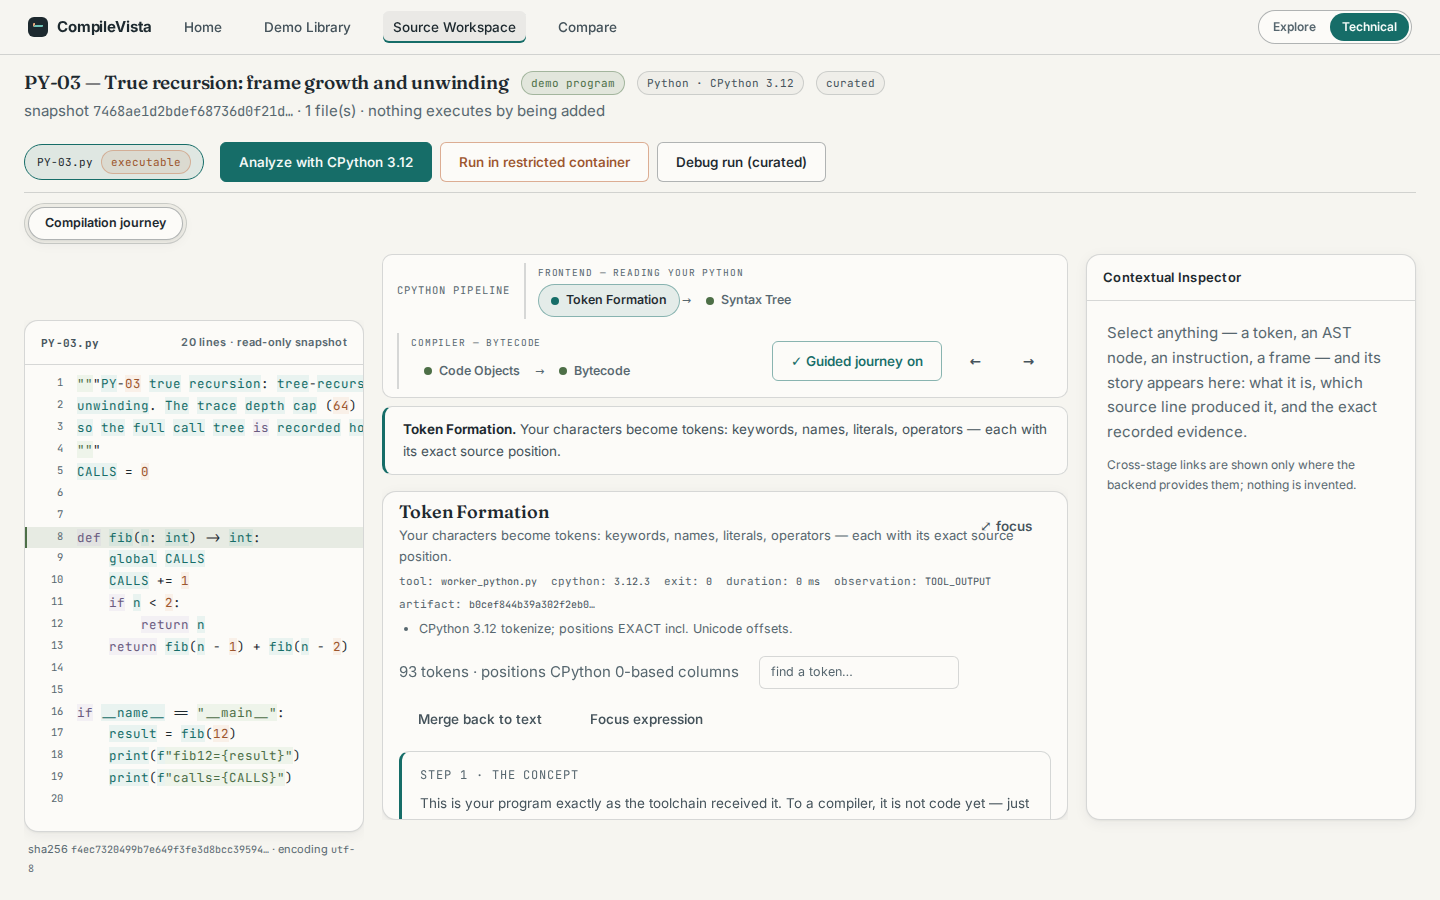 CompileVista Home Demo Library Source Workspace Compare Explore Technical
PY-03 — True recursion: frame growth and unwinding demo program Python · CPython 3.12 curated
snapshot 7468ae1d2bdef68736d0f21d… · 1 file(s) · nothing executes by being added
PY-03.py executable Analyze with CPython 3.12 Run in restricted container Debug run (curated)
Compilation journey
PY-03.py 20 lines · read-only snapshot
1 """PY-03 true recursion: tree-recurs
2 unwinding. The trace depth cap (64)
3 so the full call tree is recorded ho
4 """
5 CALLS = 0
6
7
8 def fib(n: int) -> int:
9 global CALLS
10 CALLS += 1
11 if n < 2:
12 return n
13 return fib(n - 1) + fib(n - 2)
14
15
16 if __name__ == "__main__":
17 result = fib(12)
18 print(f"fib12={result}")
19 print(f"calls={CALLS}")
20
sha256 f4ec7320499b7e649f3fe3d8bcc39594… · encoding utf-
8
CPYTHON PIPELINE
FRONTEND — READING YOUR PYTHON
Token Formation → Syntax Tree
COMPILER — BYTECODE
Code Objects → Bytecode
✓ Guided journey on ← →
Token Formation. Your characters become tokens: keywords, names, literals, operators — each with
its exact source position.
Token Formation
⤢ focus
Your characters become tokens: keywords, names, literals, operators — each with its exact source
position.
tool: worker_python.py cpython: 3.12.3 exit: 0 duration: 0 ms observation: TOOL_OUTPUT
artifact: b0cef844b39a302f2eb0…
• CPython 3.12 tokenize; positions EXACT incl. Unicode offsets.
93 tokens · positions CPython 0-based columns find a token…
Merge back to text Focus expression
STEP 1 · THE CONCEPT
This is your program exactly as the toolchain received it. To a compiler, it is not code yet — just
Contextual Inspector
Select anything — a token, an AST
node, an instruction, a frame — and its
story appears here: what it is, which
source line produced it, and the exact
recorded evidence.
Cross-stage links are shown only where the
backend provides them; nothing is invented.